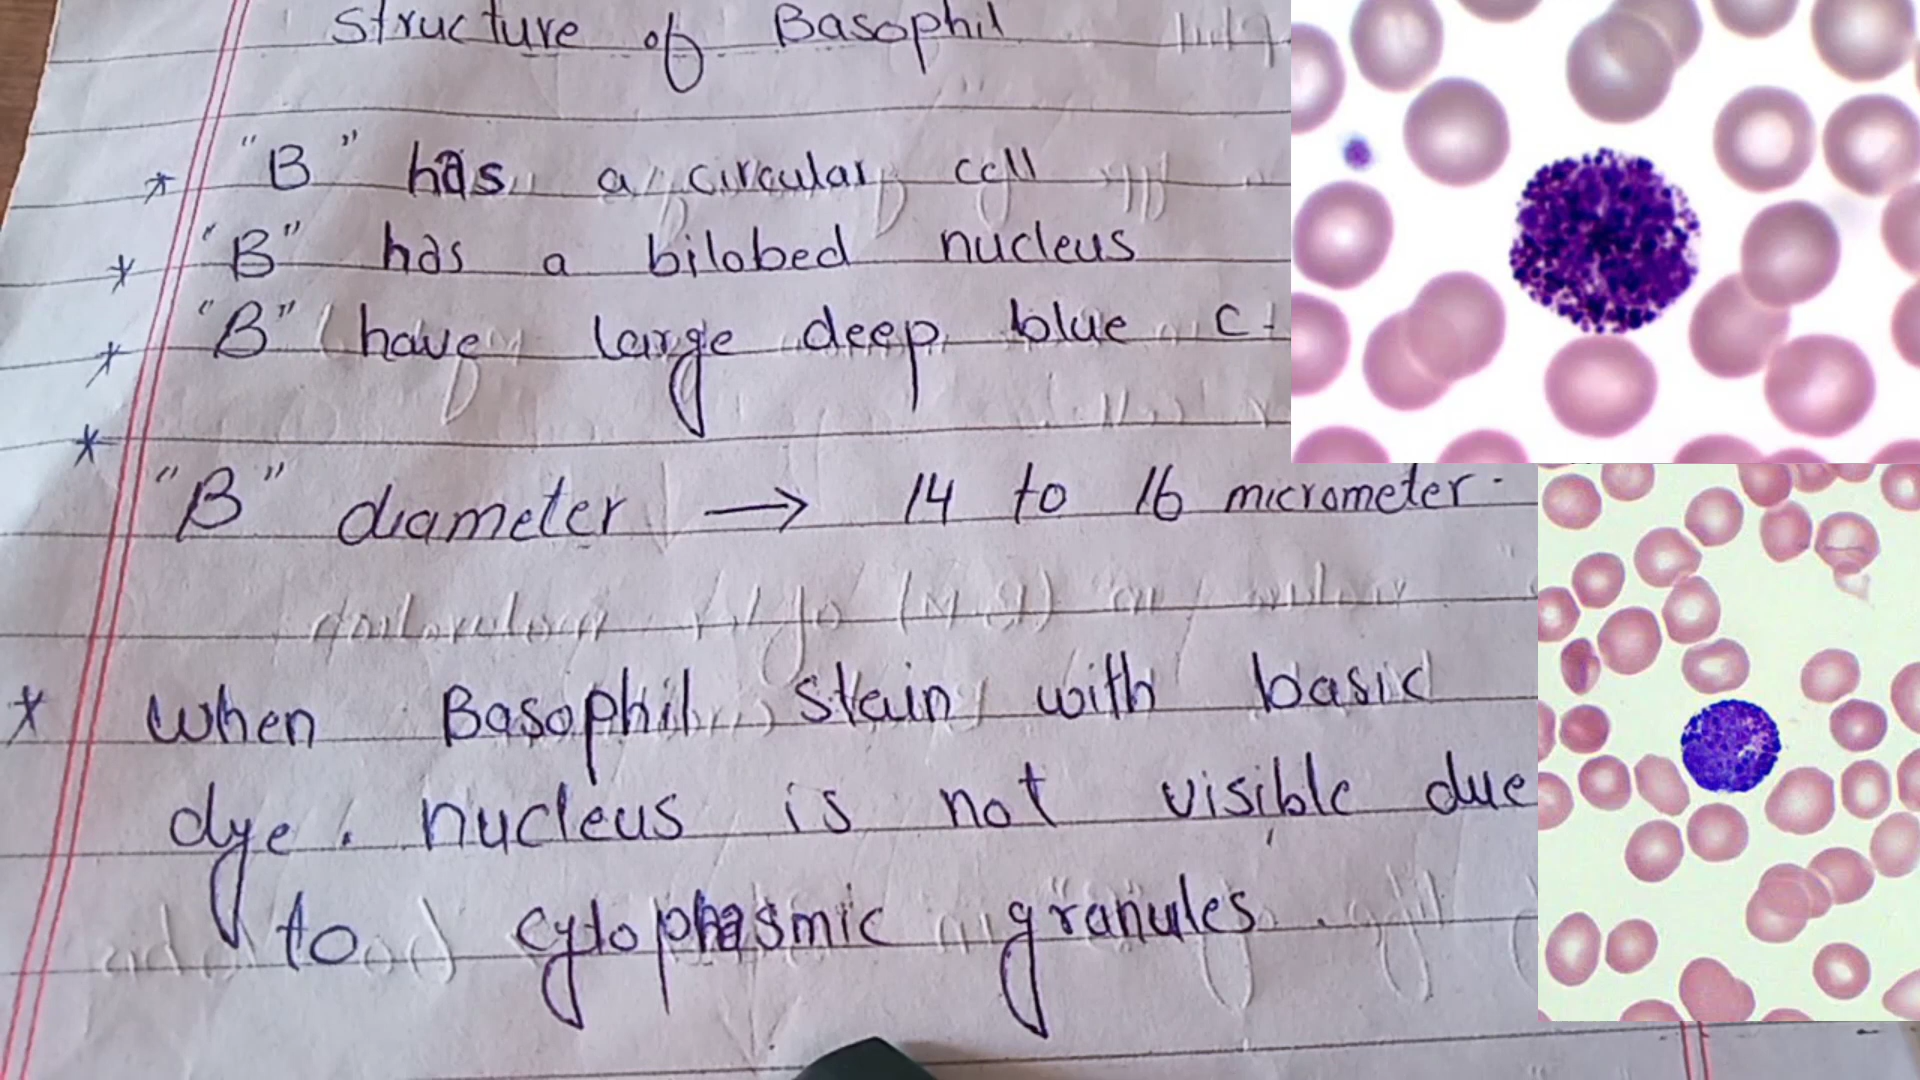 Structure of Basophil
* "B" has a circular cell
* "B" has a bilobed nucleus
* "B" have large deep blue C.
*
"B" diameter → 14 to 16 micrometer.
* when Basophil stain with basic
dye. nucleus is not visible due
to cytophasmic granules